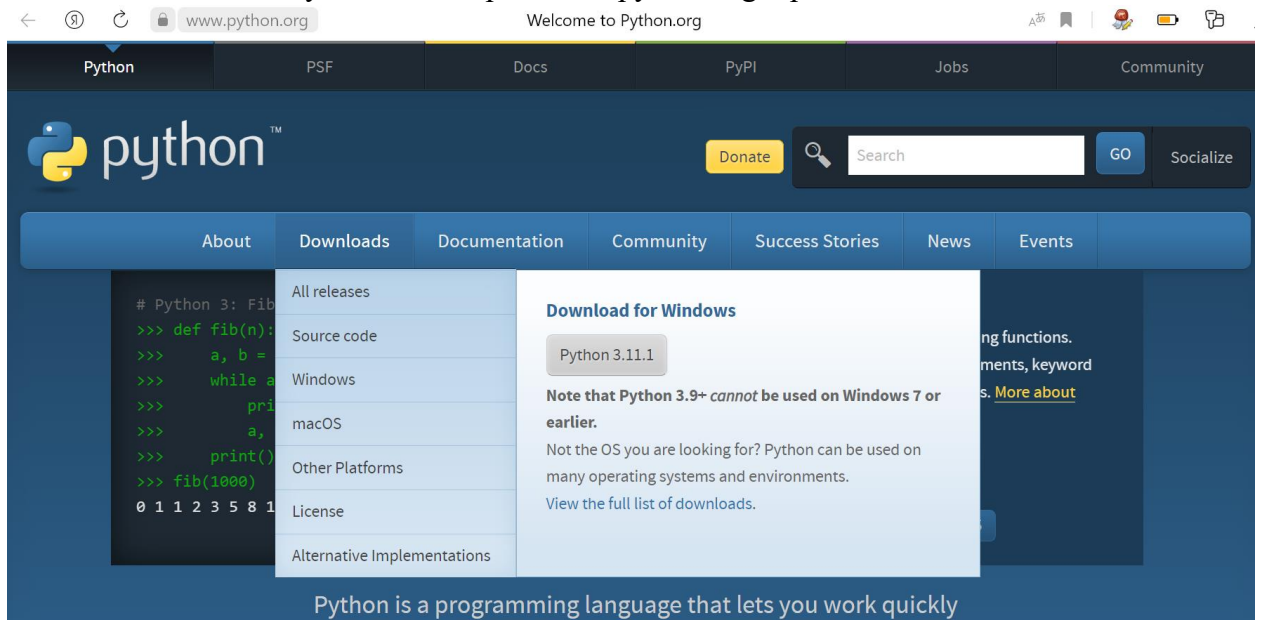 www.python.org
Welcome to Python.org
Python
PSF
Docs
PyPI
Jobs
Community
python™
Donate
Search
GO
Socialize
About
Downloads
Documentation
Community
Success Stories
News
Events
# Python 3: Fib
>>> def fib(n):
>>> a, b =
>>> while a
>>> pri
>>> a,
>>> print()
>>> fib(1000)
0 1 1 2 3 5 8 1
All releases
Source code
Windows
macOS
Other Platforms
License
Alternative Implementations
Download for Windows
Python 3.11.1
Note that Python 3.9+ cannot be used on Windows 7 or
earlier.
Not the OS you are looking for? Python can be used on
many operating systems and environments.
View the full list of downloads.
ng functions.
ments, keyword
s. More about
Python is a programming language that lets you work quickly